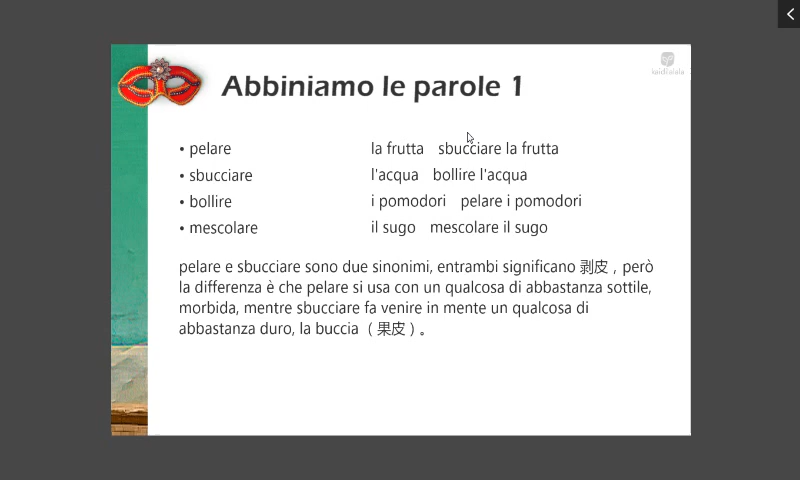 Abbiniamo le parole 1
kaidialala
• pelare la frutta sbucciare la frutta
• sbucciare l'acqua bollire l'acqua
• bollire i pomodori pelare i pomodori
• mescolare il sugo mescolare il sugo
pelare e sbucciare sono due sinonimi, entrambi significano 剥皮，però
la differenza è che pelare si usa con un qualcosa di abbastanza sottile,
morbida, mentre sbucciare fa venire in mente un qualcosa di
abbastanza duro, la buccia （果皮）。